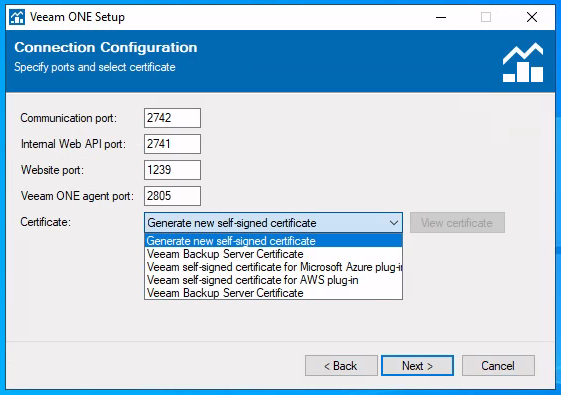 Veeam ONE Setup
Connection Configuration
Specify ports and select certificate
Communication port: 2742
Internal Web API port: 2741
Website port: 1239
Veeam ONE agent port: 2805
Certificate: Generate new self-signed certificate View certificate
Generate new self-signed certificate
Veeam Backup Server Certificate
Veeam self-signed certificate for Microsoft Azure plug-in
Veeam self-signed certificate for AWS plug-in
Veeam Backup Server Certificate
< Back Next > Cancel